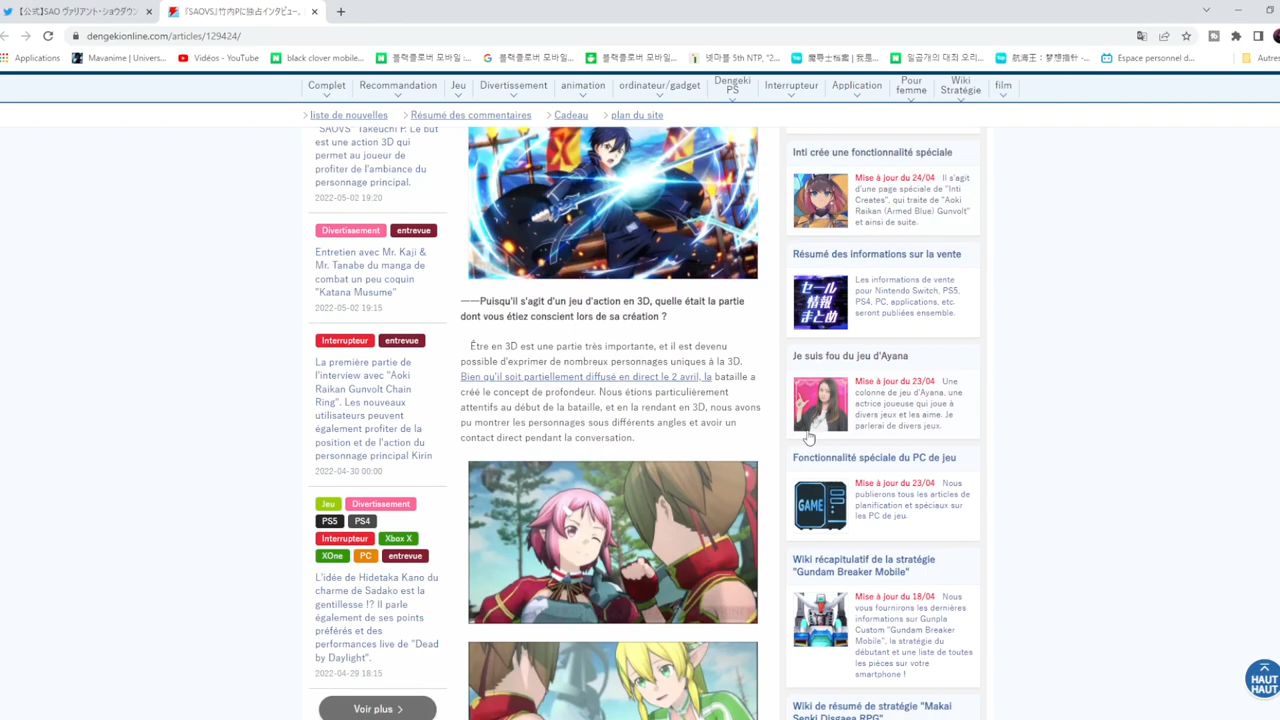 【公式】SAO ヴァリアント・ショウダウン
『SAOVS』竹内Pに独占インタビュー。
dengekionline.com/articles/129424/
Applications
Mavanime | Univers...
Vidéos - YouTube
black clover mobile...
블랙클로버 모바일 :...
블랙클로버 모바일...
블랙클로버 모바일...
넷마블 5th NTP, "2...
魔导士档案 | 我是...
일곱개의 대죄 오리...
航海王：梦想指针 -...
Espace personnel d...
Autres
Complet
Recommandation
Jeu
Divertissement
animation
ordinateur/gadget
Dengeki
PS
Interrupteur
Application
Pour
femme
Wiki
Stratégie
film
liste de nouvelles
Résumé des commentaires
Cadeau
plan du site
"SAOVS" Takeuchi P. Le but
est une action 3D qui
permet au joueur de
profiter de l'ambiance du
personnage principal.
2022-05-02 19:20
Divertissement entrevue
Entretien avec Mr. Kaji &
Mr. Tanabe du manga de
combat un peu coquin
"Katana Musume"
2022-05-02 19:15
Interrupteur entrevue
La première partie de
l'interview avec "Aoki
Raikan Gunvolt Chain
Ring". Les nouveaux
utilisateurs peuvent
également profiter de la
position et de l'action du
personnage principal Kirin
2022-04-30 00:00
Jeu Divertissement
PS5 PS4
Interrupteur Xbox X
XOne PC entrevue
L'idée de Hidetaka Kano du
charme de Sadako est la
gentillesse !? Il parle
également de ses points
préférés et des
performances live de "Dead
by Daylight".
2022-04-29 18:15
Voir plus
——Puisqu'il s'agit d'un jeu d'action en 3D, quelle était la partie
dont vous étiez conscient lors de sa création ?
Être en 3D est une partie très importante, et il est devenu
possible d'exprimer de nombreux personnages uniques à la 3D.
Bien qu'il soit partiellement diffusé en direct le 2 avril, la bataille a
créé le concept de profondeur. Nous étions particulièrement
attentifs au début de la bataille, et en la rendant en 3D, nous avons
pu montrer les personnages sous différents angles et avoir un
contact direct pendant la conversation.
Inti crée une fonctionnalité spéciale
Mise à jour du 24/04 Il s'agit
d'une page spéciale de "Inti
Creates", qui traite de "Aoki
Raikan (Armed Blue) Gunvolt"
et ainsi de suite.
Résumé des informations sur la vente
セール
情報
まとめ
Les informations de vente
pour Nintendo Switch, PS5,
PS4, PC, applications, etc.
seront publiées ensemble.
Je suis fou du jeu d'Ayana
Mise à jour du 23/04 Une
colonne de jeu d'Ayana, une
actrice joueuse qui joue à
divers jeux et les aime. Je
parlerai de divers jeux.
Fonctionnalité spéciale du PC de jeu
GAME
Mise à jour du 23/04 Nous
publierons tous les articles de
planification et spéciaux sur
les PC de jeu.
Wiki récapitulatif de la stratégie
"Gundam Breaker Mobile"
Mise à jour du 18/04 Nous
vous fournirons les dernières
informations sur Gunpla
Custom "Gundam Breaker
Mobile", la stratégie du
débutant et une liste de toutes
les pièces sur votre
smartphone !
Wiki de résumé de stratégie "Makai
Senki Disgaea RPG"
HAUT
HAUT